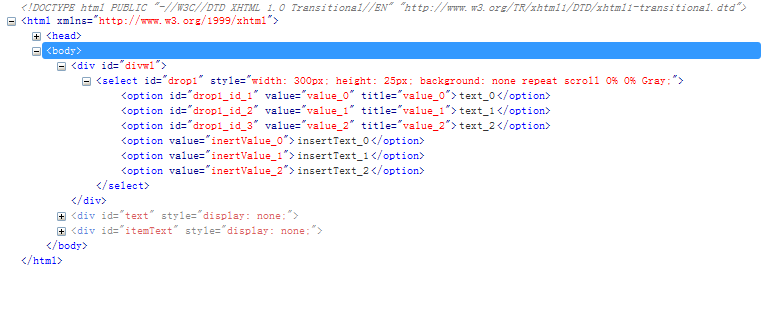 <!DOCTYPE html PUBLIC "-//W3C//DTD XHTML 1.0 Transitional//EN" "http://www.w3.org/TR/xhtml1/DTD/xhtml1-transitional.dtd">
<html xmlns="http://www.w3.org/1999/xhtml">
<head>
<body>
<div id="divw1">
<select id="drop1" style="width: 300px; height: 25px; background: none repeat scroll 0% 0% Gray;">
<option id="drop1_id_1" value="value_0" title="value_0">text_0</option>
<option id="drop1_id_2" value="value_1" title="value_1">text_1</option>
<option id="drop1_id_3" value="value_2" title="value_2">text_2</option>
<option value="inertValue_0">insertText_0</option>
<option value="inertValue_1">insertText_1</option>
<option value="inertValue_2">insertText_2</option>
</select>
</div>
<div id="text" style="display: none;">
<div id="itemText" style="display: none;">
</body>
</html>